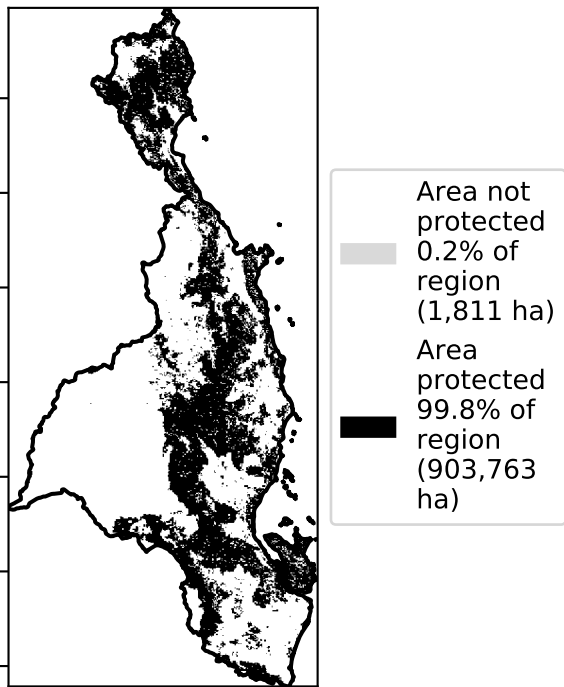 Area not
protected
0.2% of
region
(1,811 ha)
Area
protected
99.8% of
region
(903,763
ha)